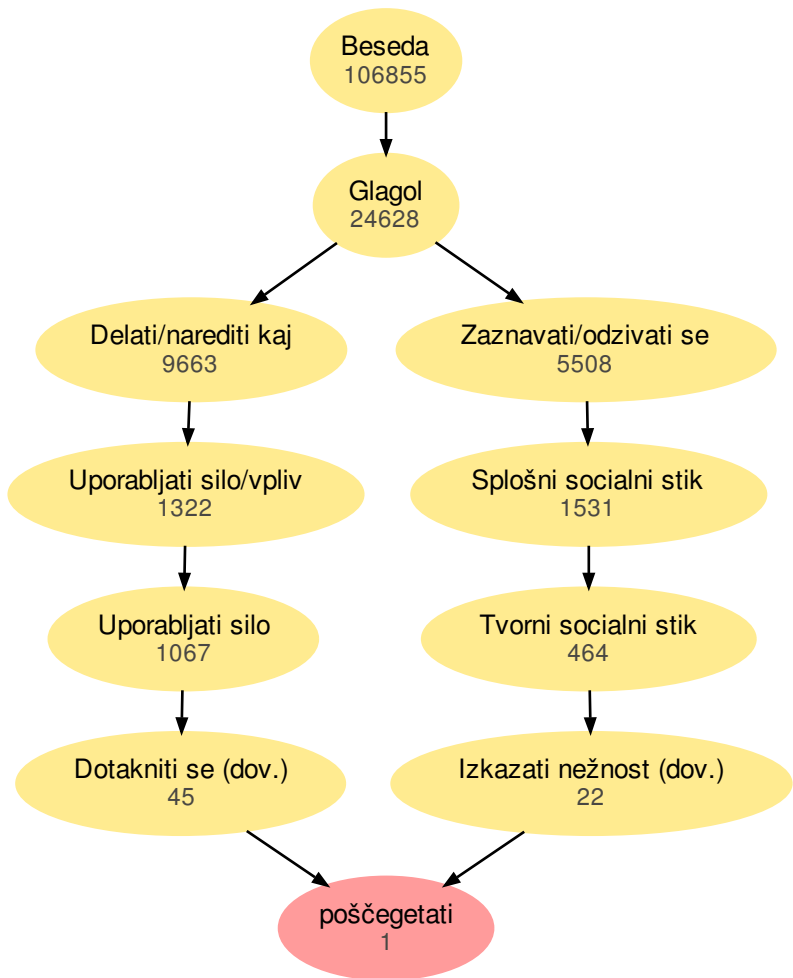 Beseda
106855
Glagol
24628
Delati/narediti kaj
9663
Zaznavati/odzivati se
5508
Uporabljati silo/vpliv
1322
Splošni socialni stik
1531
Uporabljati silo
1067
Tvorni socialni stik
464
Dotakniti se (dov.)
45
Izkazati nežnost (dov.)
22
poščegetati
1